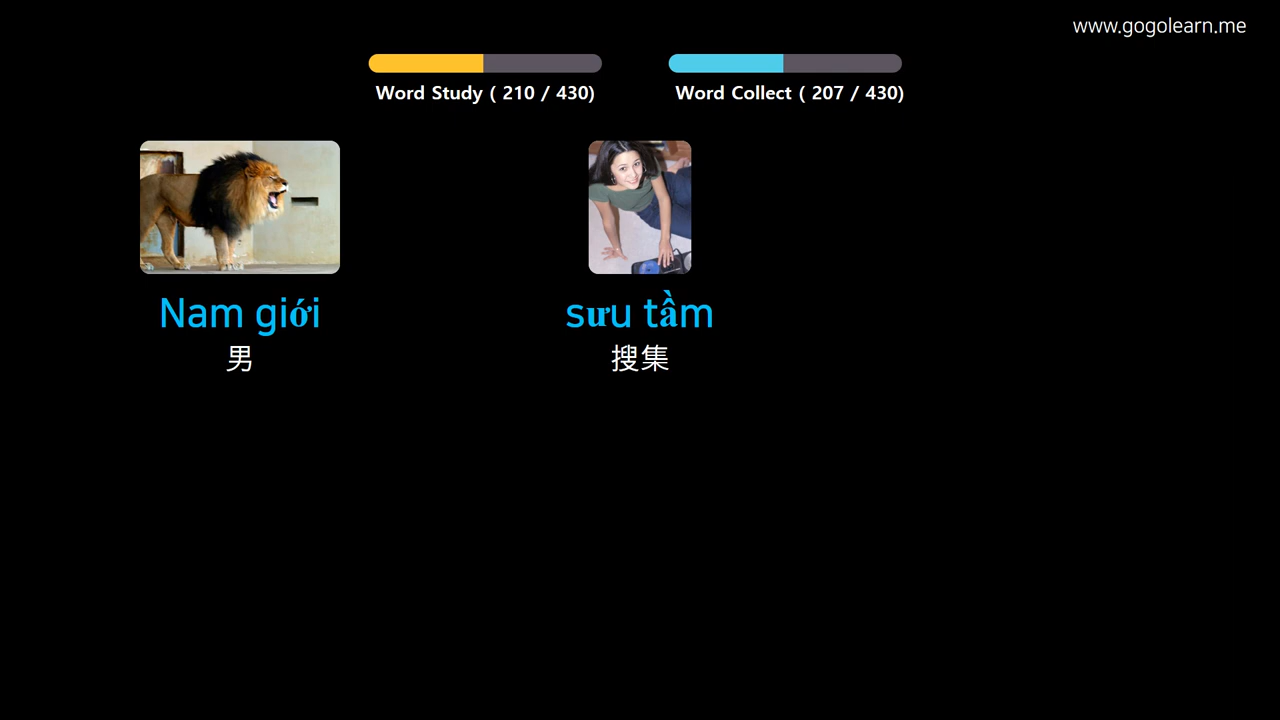 www.gogolearn.me
Word Study ( 210 / 430)
Word Collect ( 207 / 430)
Nam giới
男
sưu tầm
搜集